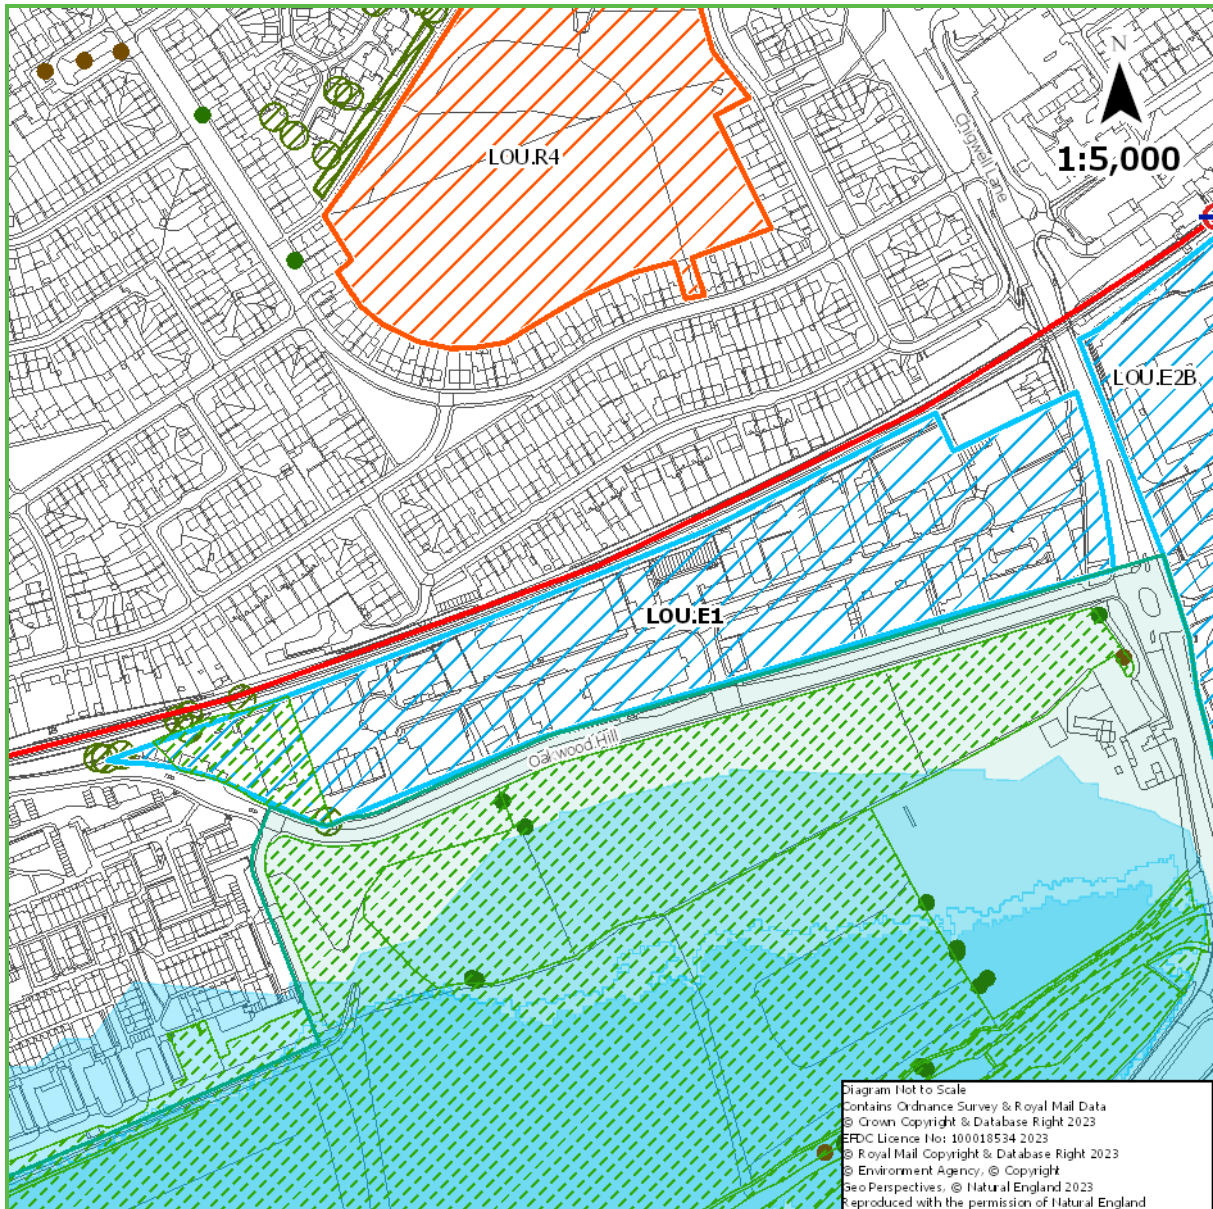 N
Chigwell Lane
1:5,000
LOU.R4
LOU.E2B
LOU.E1
Oakwood Hill
Diagram Not to Scale
Contains Ordnance Survey & Royal Mail Data
© Crown Copyright & Database Right 2023
EFDC Licence No: 100018534 2023
© Royal Mail Copyright & Database Right 2023
© Environment Agency, © Copyright
Geo Perspectives, © Natural England 2023
Reproduced with the permission of Natural England